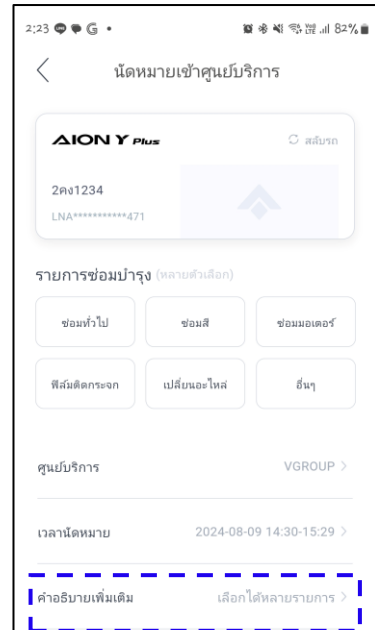 2:23 G • 82%
นัดหมายเข้าศูนย์บริการ
AION Y Plus สลับรถ
2คง1234
LNA***********471
รายการซ่อมบำรุง (หลายตัวเลือก)
ซ่อมทั่วไป ซ่อมสี ซ่อมมอเตอร์
ฟิล์มติดกระจก เปลี่ยนอะไหล่ อื่นๆ
ศูนย์บริการ VGROUP >
เวลานัดหมาย 2024-08-09 14:30-15:29 >
คำอธิบายเพิ่มเติม เลือกได้หลายรายการ >